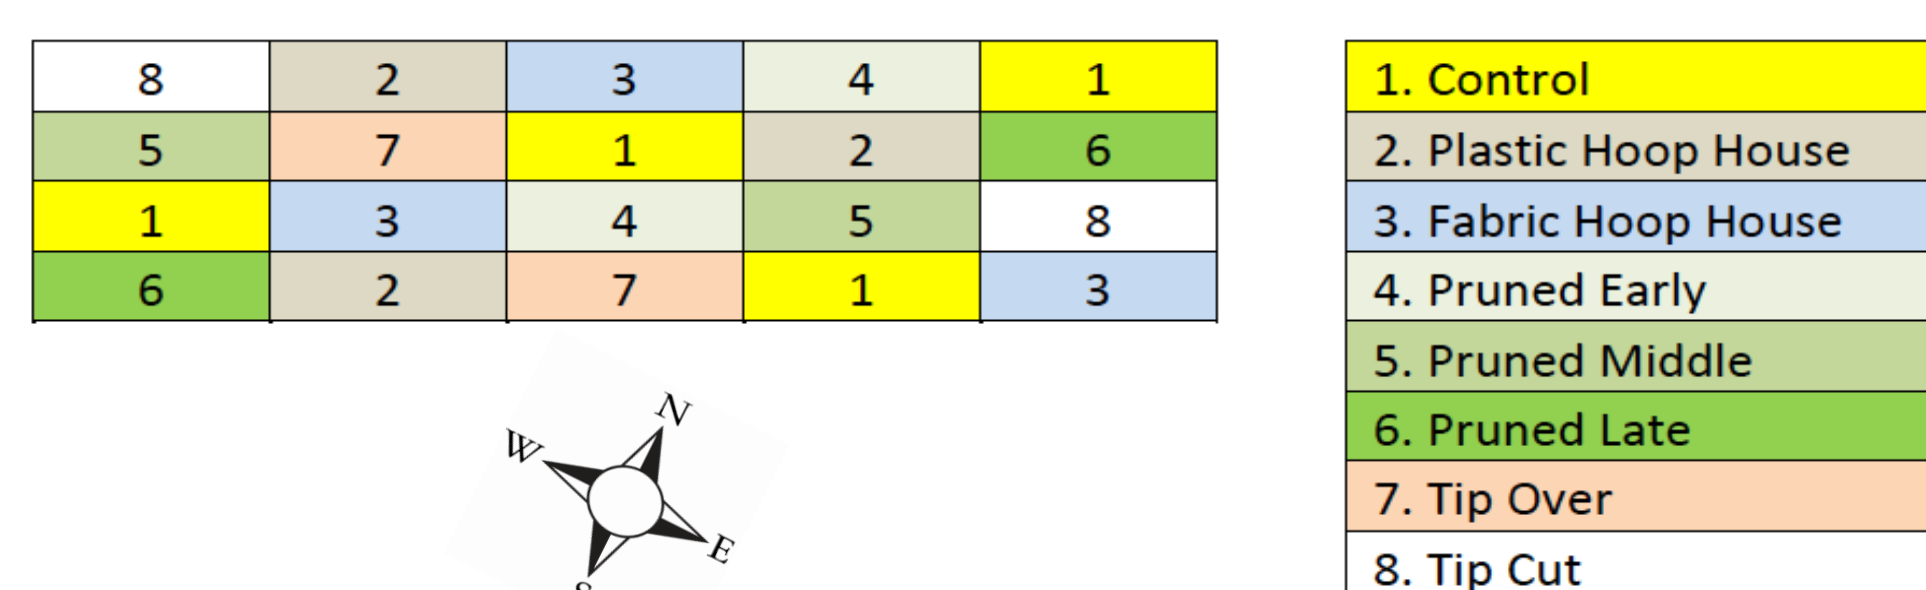 8 2 3 4 1
5 7 1 2 6
1 3 4 5 8
6 2 7 1 3
N
W
E
S
1. Control
2. Plastic Hoop House
3. Fabric Hoop House
4. Pruned Early
5. Pruned Middle
6. Pruned Late
7. Tip Over
8. Tip Cut